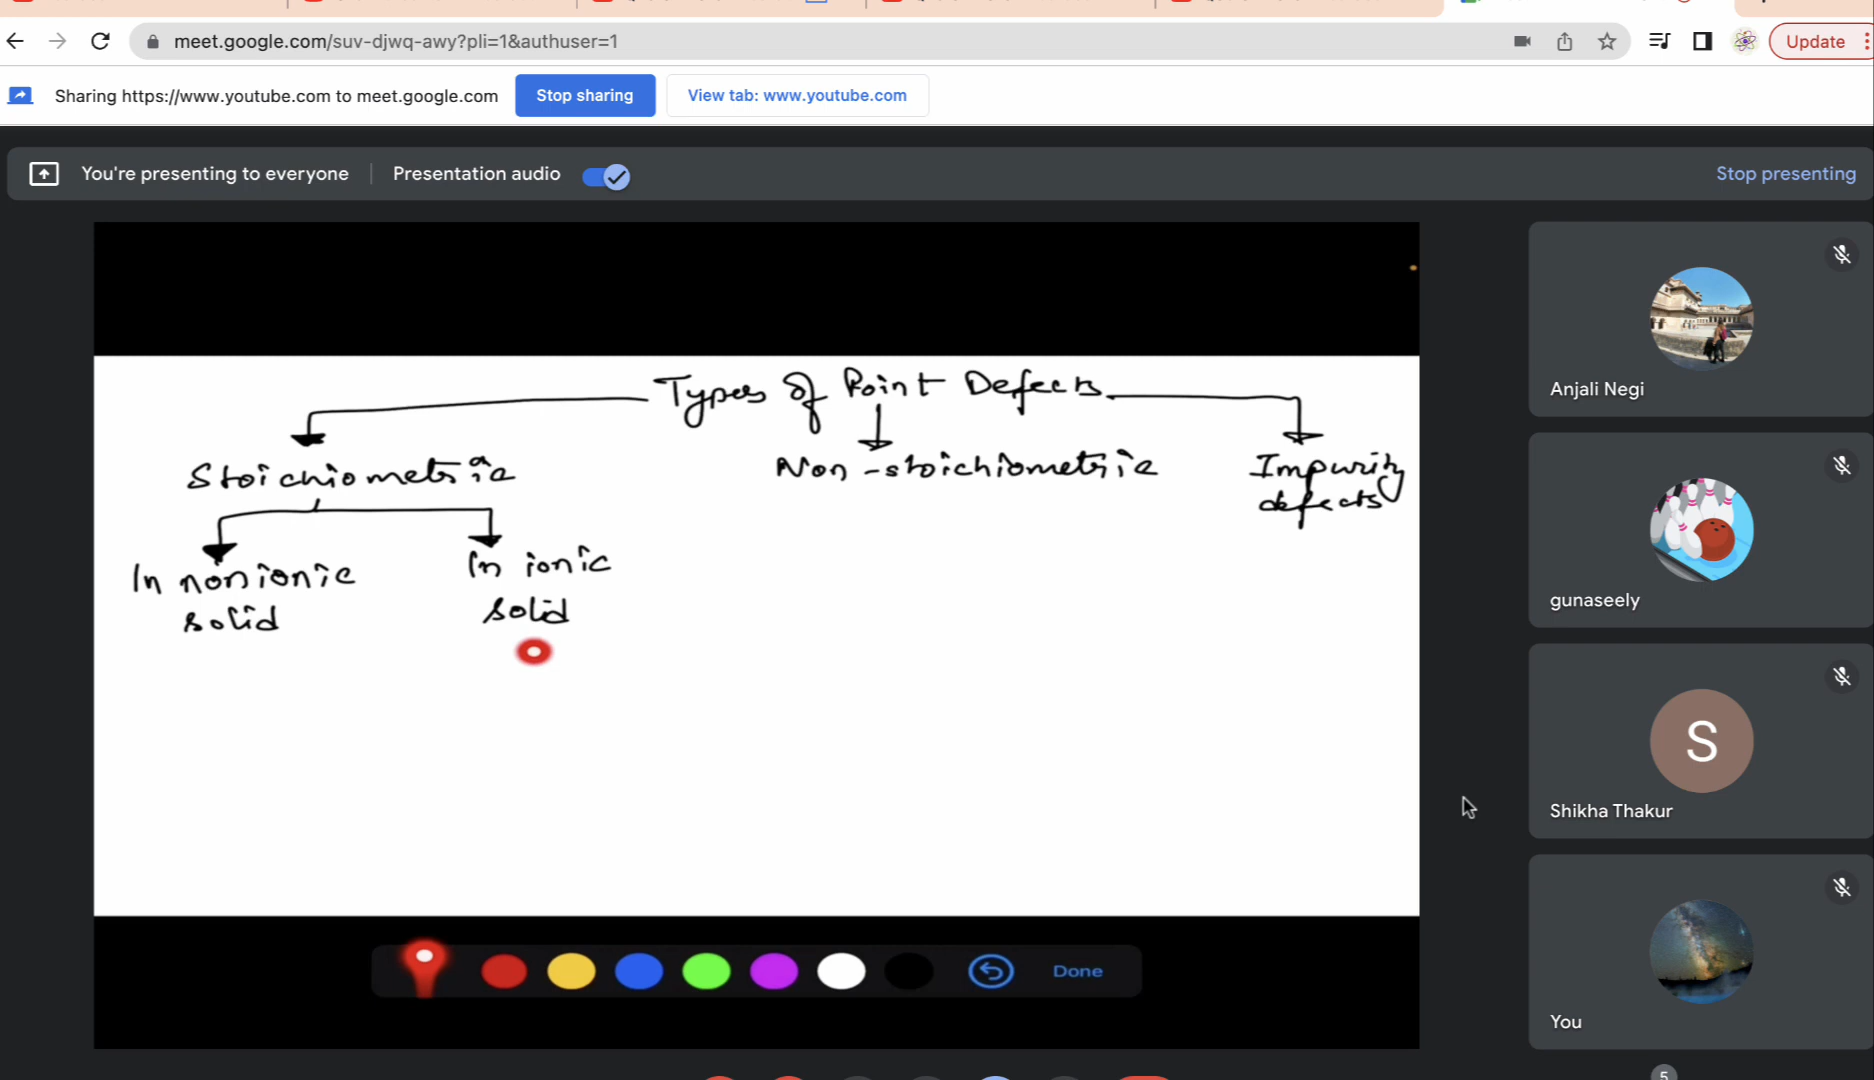 meet.google.com/suv-djwq-awy?pli=1&authuser=1
Update
Sharing https://www.youtube.com to meet.google.com
Stop sharing
View tab: www.youtube.com
You're presenting to everyone
Presentation audio
Stop presenting
Types of Point Defects
Stoichiometric
Non-stoichiometric
Impurity
defects
In nonionic
solid
In ionic
solid
Done
Anjali Negi
gunaseely
S
Shikha Thakur
You
5